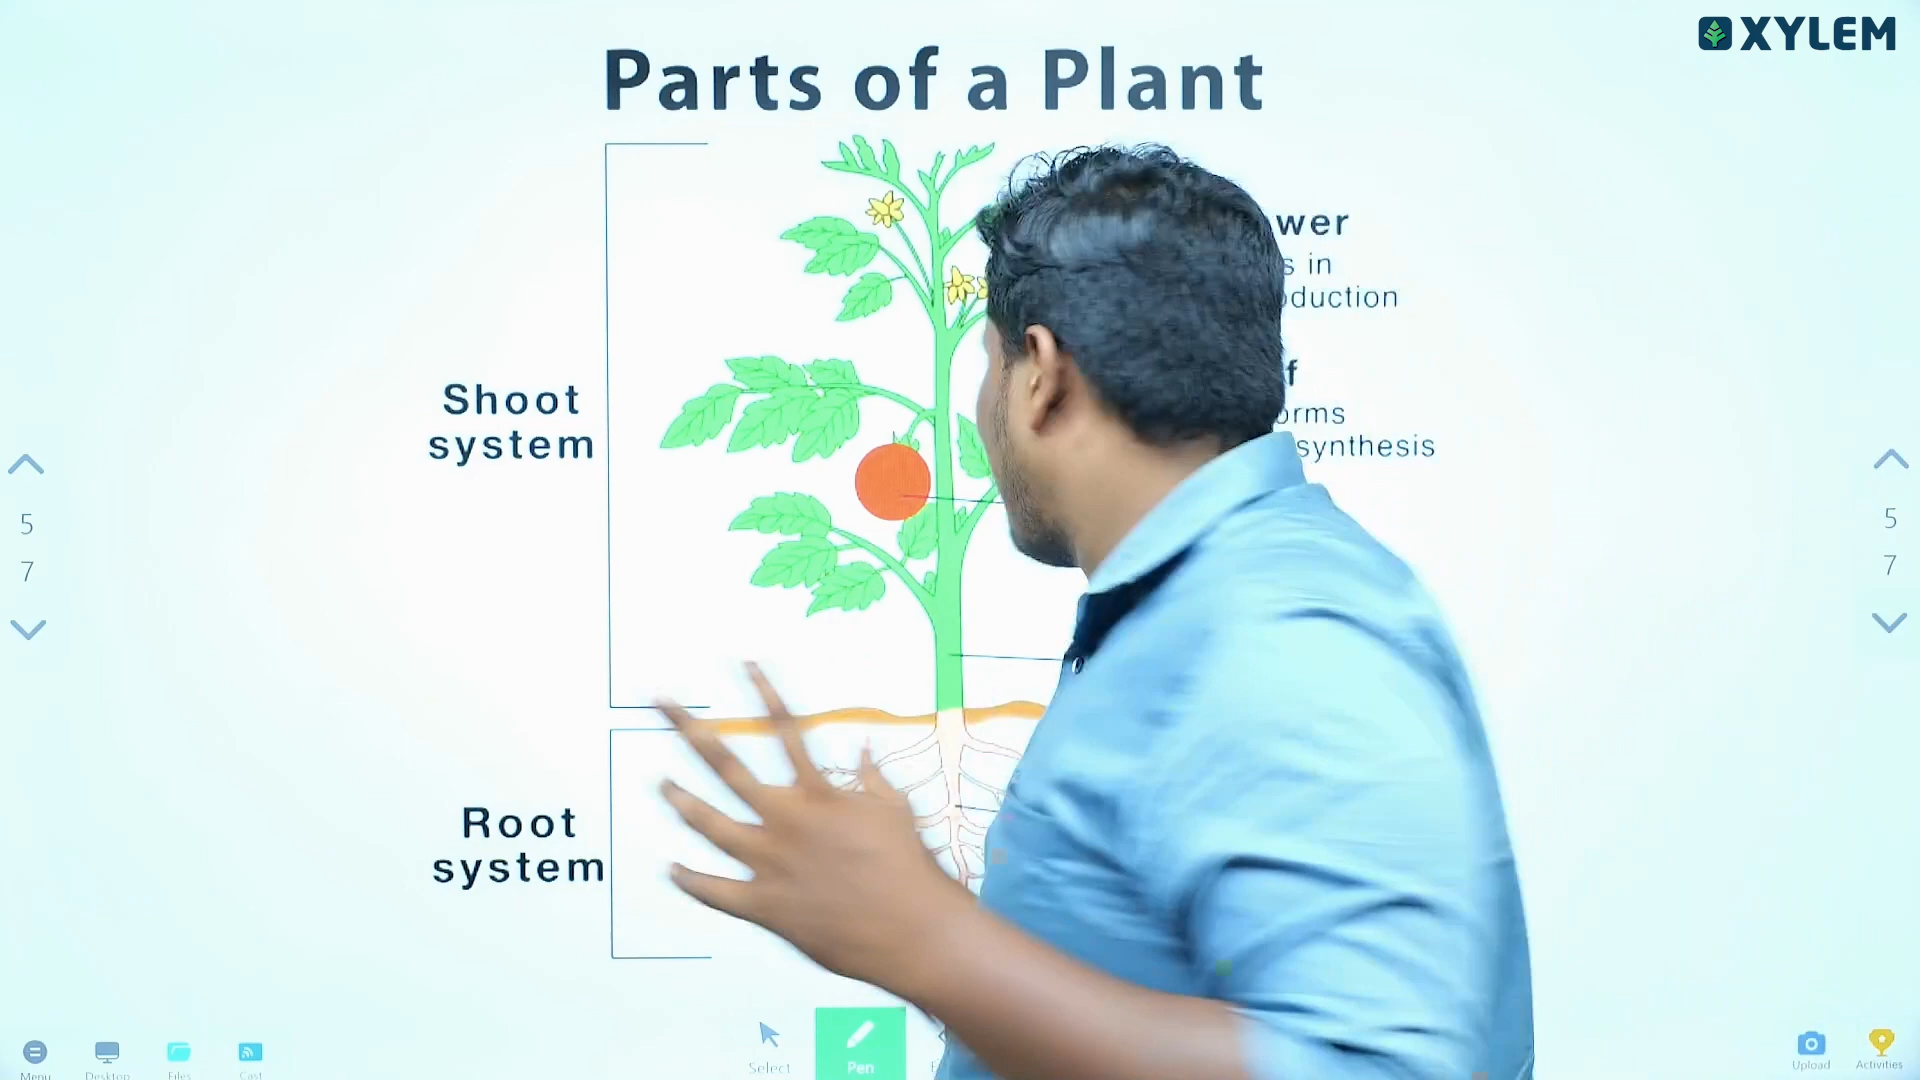 XYLEM
Parts of a Plant
wer
s in
oduction
Shoot
system
f
orms
synthesis
5
7
5
7
Root
system
Select
Pen
Menu
Desktop
Files
Cast
Upload
Activities